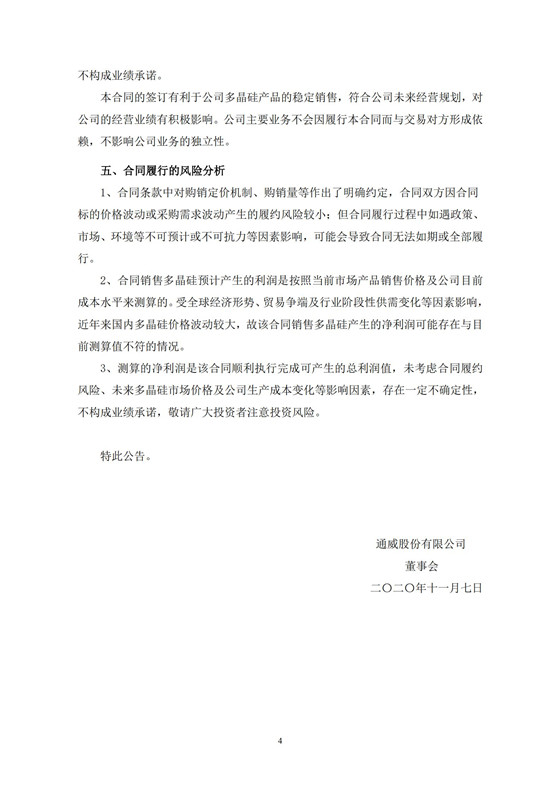 不构成业绩承诺。
本合同的签订有利于公司多晶硅产品的稳定销售，符合公司未来经营规划，对
公司的经营业绩有积极影响。公司主要业务不会因履行本合同而与交易对方形成依
赖，不影响公司业务的独立性。
五、合同履行的风险分析
1、合同条款中对购销定价机制、购销量等作出了明确约定，合同双方因合同
标的价格波动或采购需求波动产生的履约风险较小；但合同履行过程中如遇政策、
市场、环境等不可预计或不可抗力等因素影响，可能会导致合同无法如期或全部履
行。
2、合同销售多晶硅预计产生的利润是按照当前市场产品销售价格及公司目前
成本水平来测算的。受全球经济形势、贸易争端及行业阶段性供需变化等因素影响，
近年来国内多晶硅价格波动较大，故该合同销售多晶硅产生的净利润可能存在与目
前测算值不符的情况。
3、测算的净利润是该合同顺利执行完成可产生的总利润值，未考虑合同履约
风险、未来多晶硅市场价格及公司生产成本变化等影响因素，存在一定不确定性，
不构成业绩承诺，敬请广大投资者注意投资风险。
特此公告。
通威股份有限公司
董事会
二〇二〇年十一月七日
4